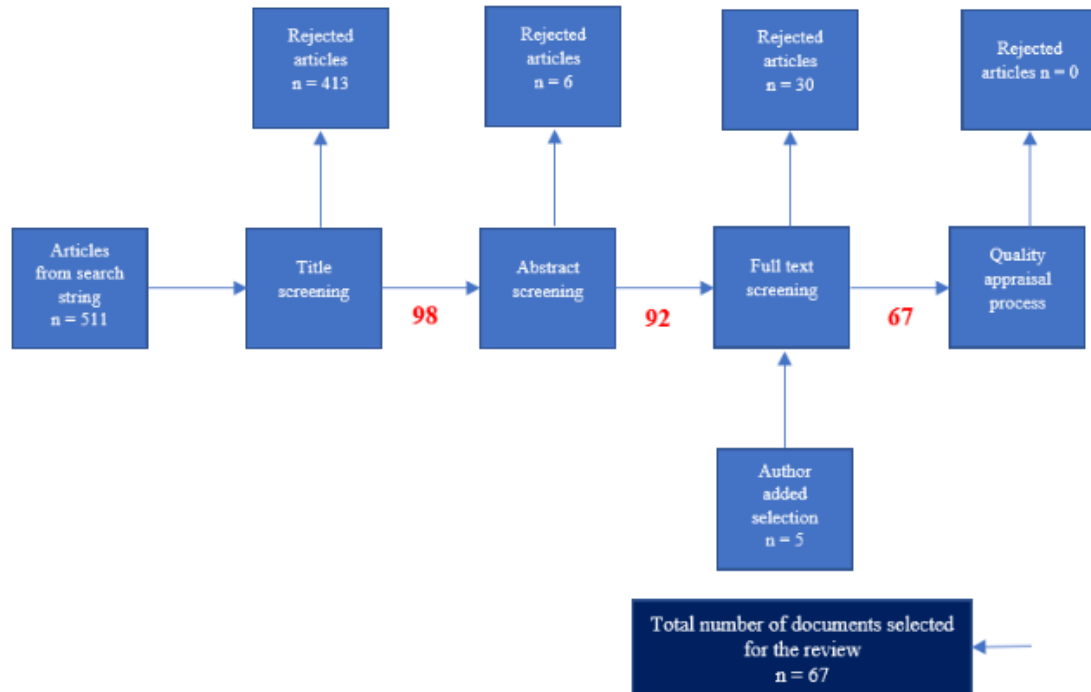 Rejected
articles
n = 413
Rejected
articles
n = 6
Rejected
articles
n = 30
Rejected
articles n = 0
Articles
from search
string
n = 511
Title
screening
98
Abstract
screening
92
Full text
screening
67
Quality
appraisal
process
Author
added
selection
n = 5
Total number of documents selected
for the review
n = 67